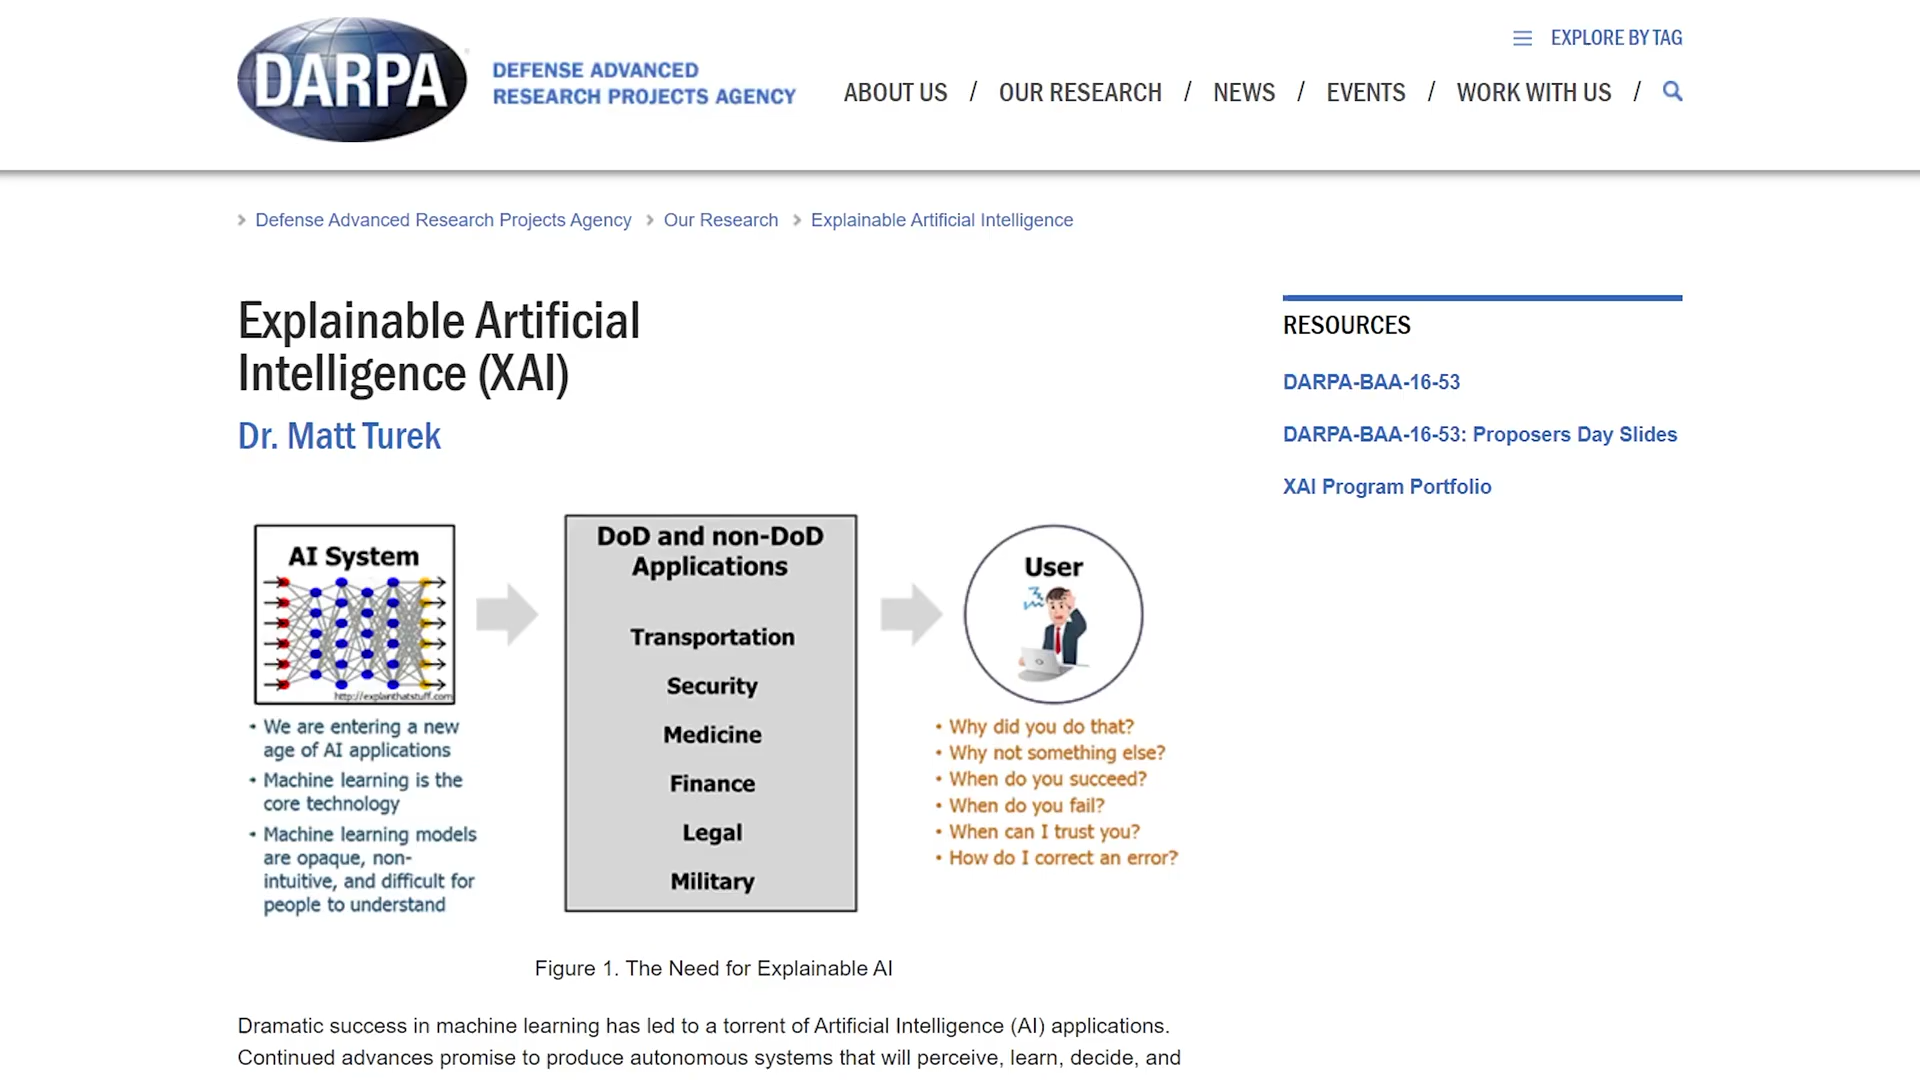 EXPLORE BY TAG
DARPA
DEFENSE ADVANCED
RESEARCH PROJECTS AGENCY
ABOUT US / OUR RESEARCH / NEWS / EVENTS / WORK WITH US /
Defense Advanced Research Projects Agency
Our Research
Explainable Artificial Intelligence
Explainable Artificial
Intelligence (XAI)
Dr. Matt Turek
AI System
http://explainthatstuff.com
• We are entering a new
age of AI applications
• Machine learning is the
core technology
• Machine learning models
are opaque, non-
intuitive, and difficult for
people to understand
DoD and non-DoD
Applications
Transportation
Security
Medicine
Finance
Legal
Military
User
• Why did you do that?
• Why not something else?
• When do you succeed?
• When do you fail?
• When can I trust you?
• How do I correct an error?
Figure 1. The Need for Explainable AI
Dramatic success in machine learning has led to a torrent of Artificial Intelligence (AI) applications.
Continued advances promise to produce autonomous systems that will perceive, learn, decide, and
RESOURCES
DARPA-BAA-16-53
DARPA-BAA-16-53: Proposers Day Slides
XAI Program Portfolio